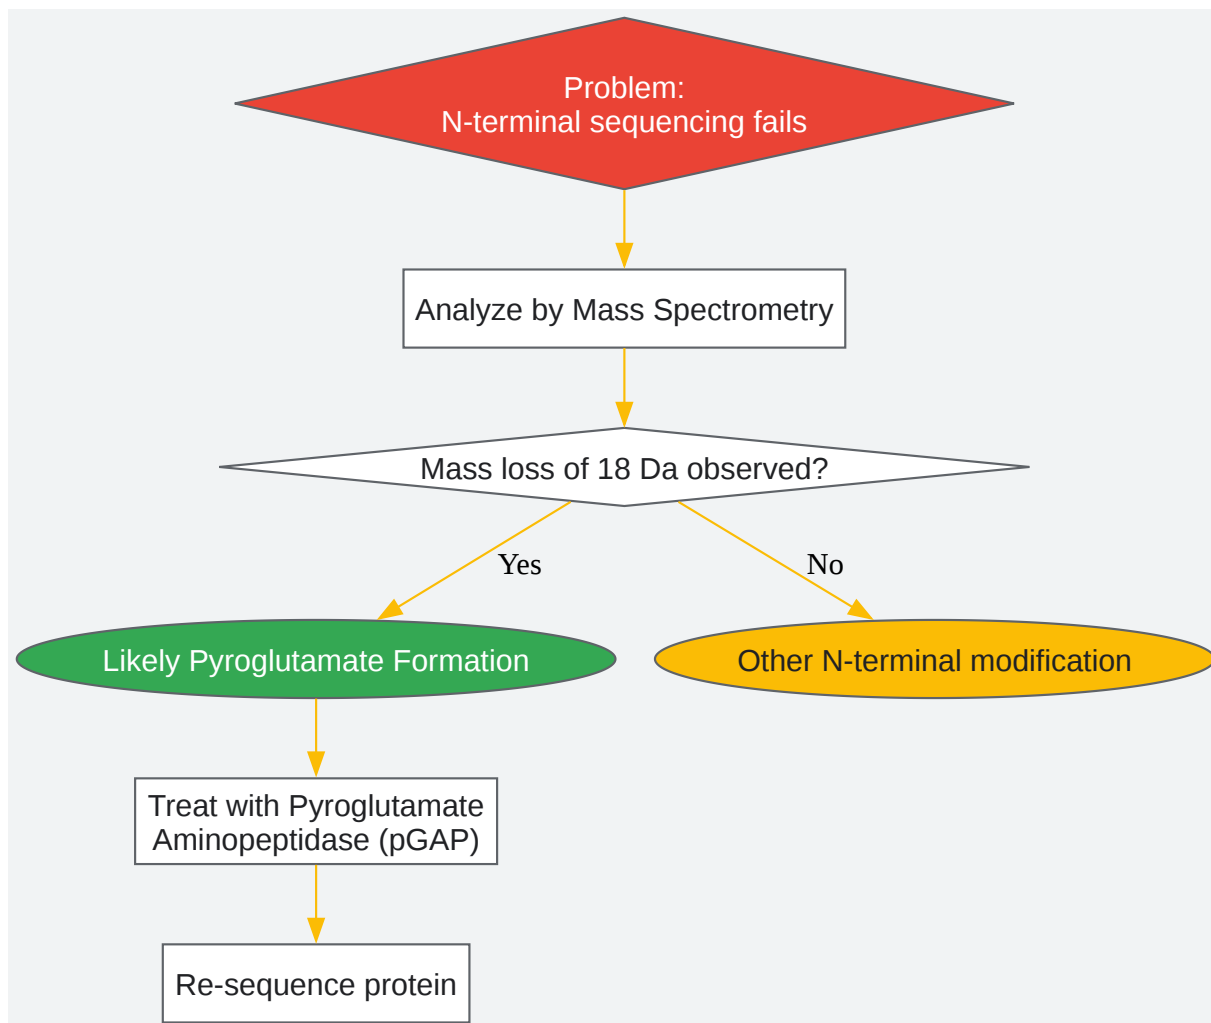 Problem:
N-terminal sequencing fails
Analyze by Mass Spectrometry
Mass loss of 18 Da observed?
Yes
No
Likely Pyroglutamate Formation
Other N-terminal modification
Treat with Pyroglutamate
Aminopeptidase (pGAP)
Re-sequence protein